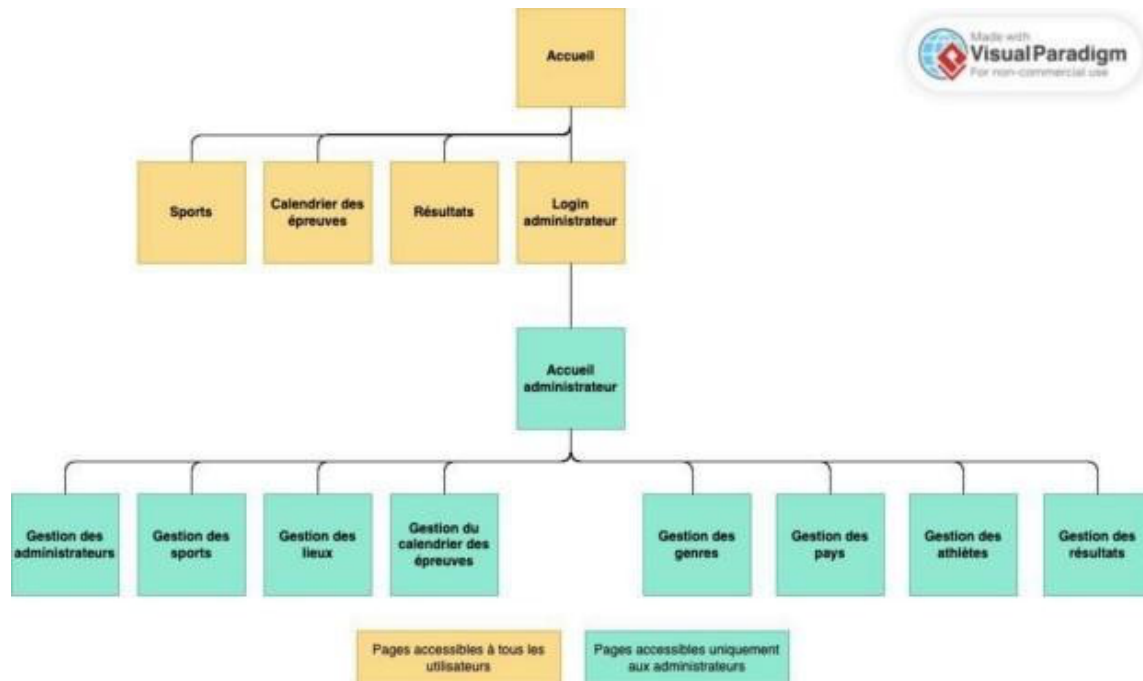 Accueil
Made with
Visual Paradigm
For non-commercial use
Sports
Calendrier des
épreuves
Résultats
Login
administrateur
Accueil
administrateur
Gestion des
administrateurs
Gestion des
sports
Gestion des
lieux
Gestion du
calendrier des
épreuves
Gestion des
genres
Gestion des
pays
Gestion des
athlètes
Gestion des
résultats
Pages accessibles à tous les
utilisateurs
Pages accessibles uniquement
aux administrateurs